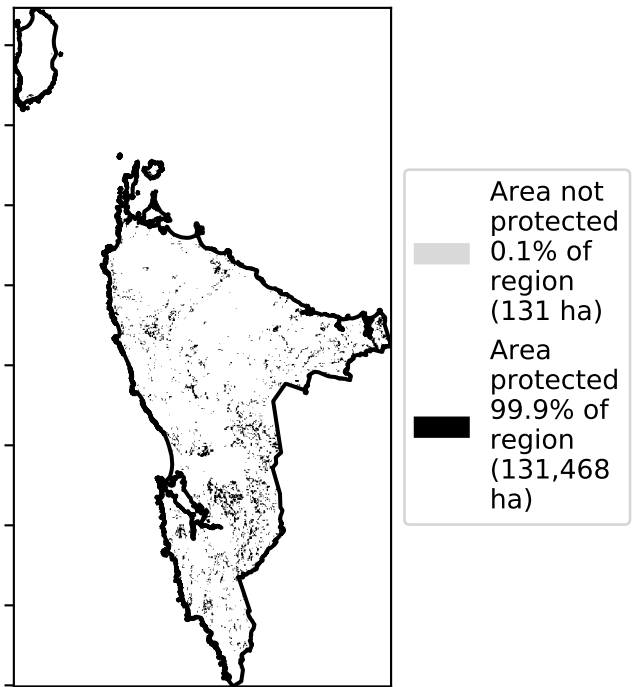 Area not
protected
0.1% of
region
(131 ha)
Area
protected
99.9% of
region
(131,468
ha)